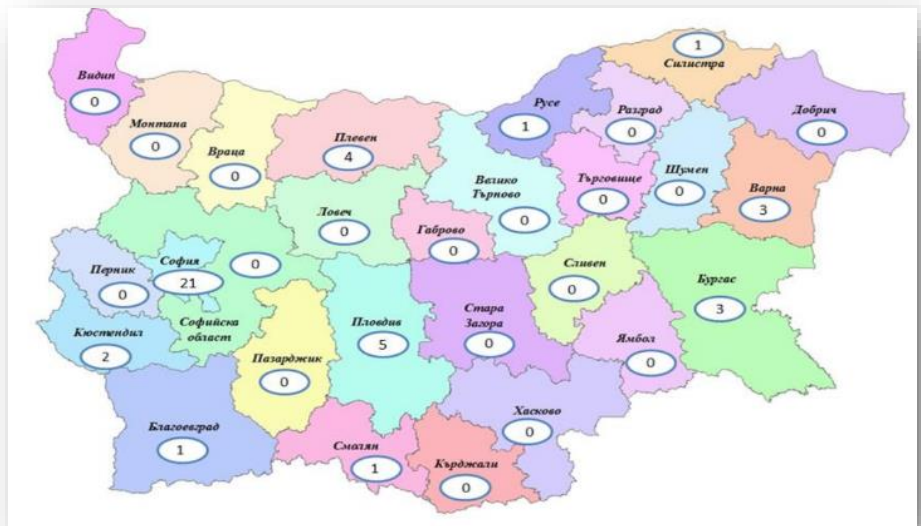 1
Силистра
Видин
0
Русе
1
Разград
0
Добрич
0
Монтана
0
Враца
0
Плевен
4
Велико
Търново
0
Търговище
0
Шумен
0
Варна
3
Ловеч
0
Габрово
0
Перник
0
София
21
0
Софийска
област
Сливен
0
Бургас
3
Кюстендил
2
Пазарджик
0
Пловдив
5
Стара
Загора
0
Ямбол
0
Благоевград
1
Смолян
1
Хасково
0
Кърджали
0